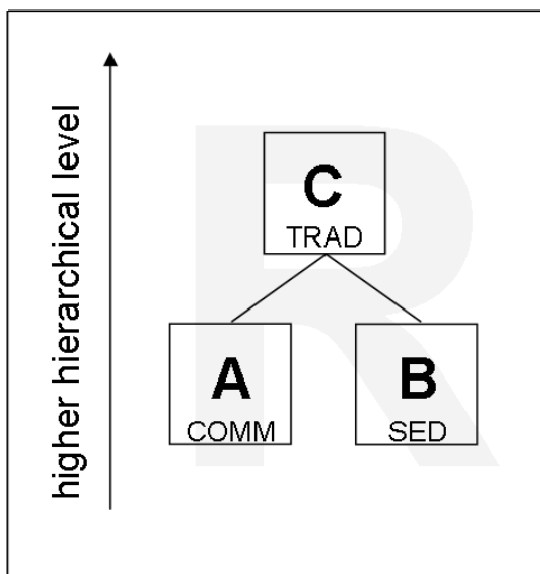 higher hierarchical level
R
C
TRAD
A
COMM
B
SED